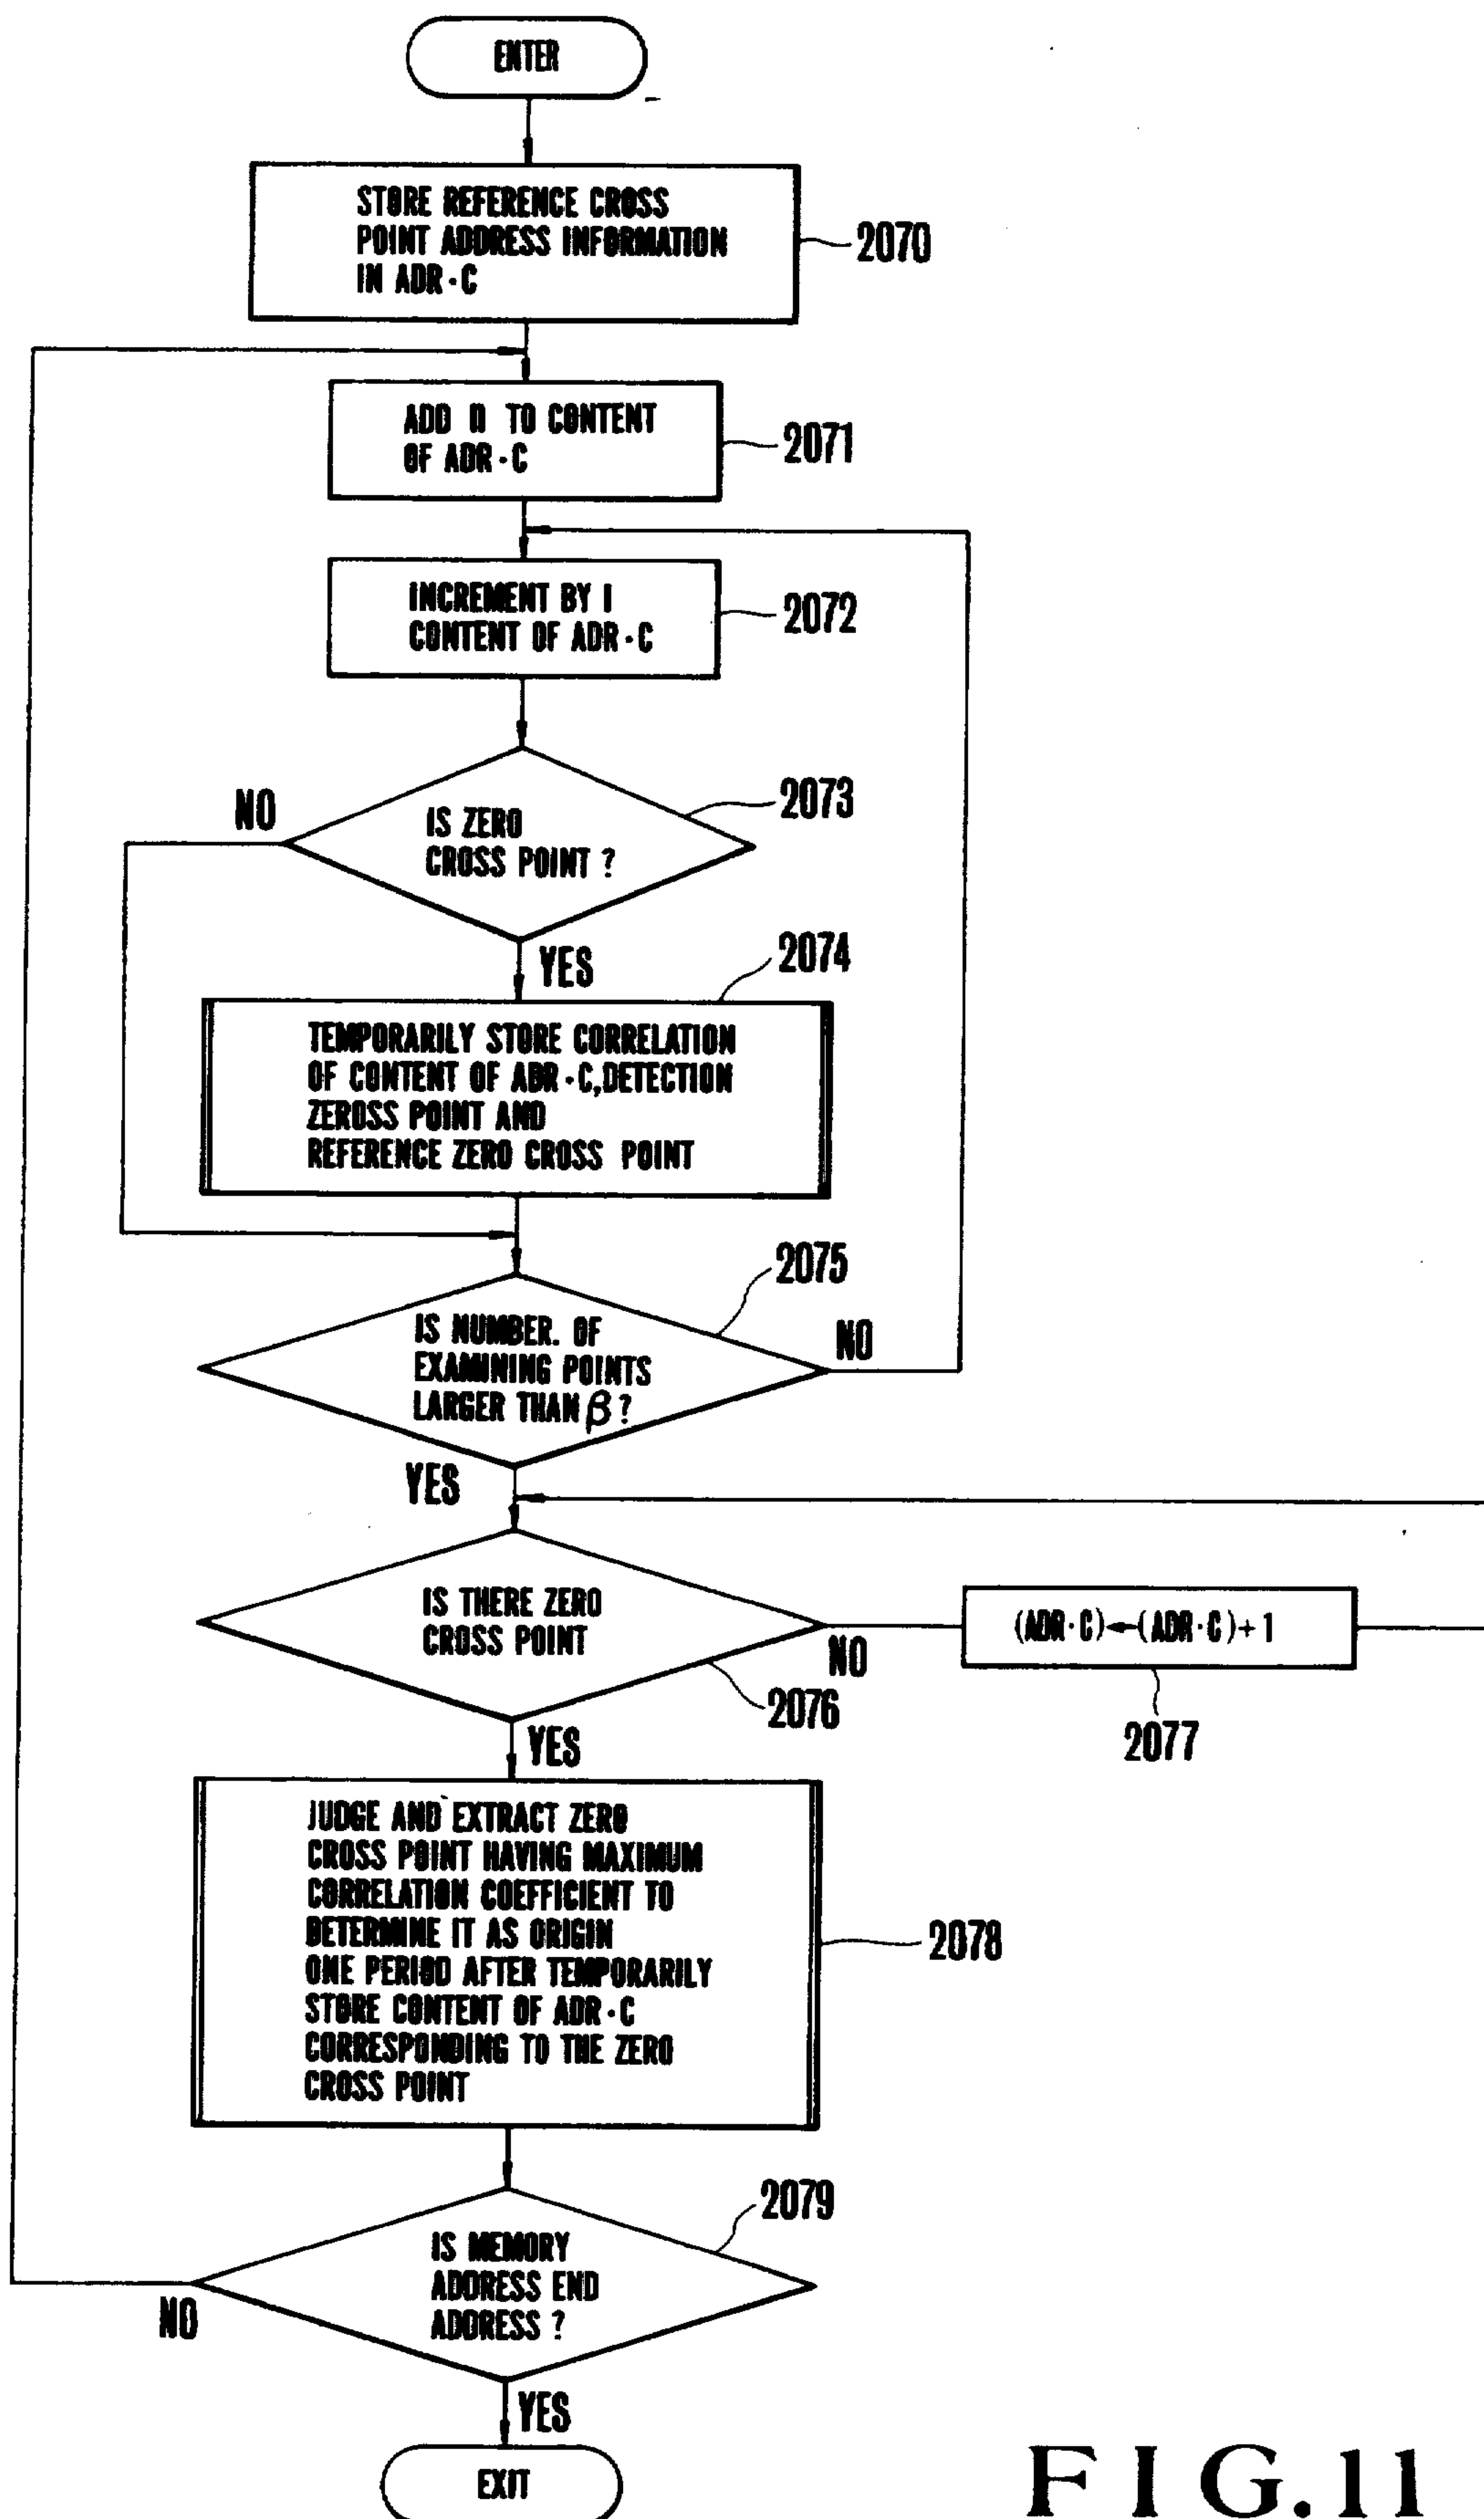 ENTER
STORE REFERENCE CROSS
POINT ADDRESS INFORMATION
IN ADR·C
2070
ADD n TO CONTENT
OF ADR·C
2071
INCREMENT BY 1
CONTENT OF ADR·C
2072
IS ZERO
CROSS POINT ?
2073
NO
YES
2074
TEMPORARILY STORE CORRELATION
OF CONTENT OF ADR·C, DETECTION
ZEROSS POINT AND
REFERENCE ZERO CROSS POINT
2075
IS NUMBER. OF
EXAMINING POINTS
LARGER THAN β ?
NO
YES
IS THERE ZERO
CROSS POINT
NO
2076
(ADR·C)←(ADR·C)+1
2077
YES
JUDGE AND EXTRACT ZERO
CROSS POINT HAVING MAXIMUM
CORRELATION COEFFICIENT TO
DETERMINE IT AS ORIGIN
ONE PERIOD AFTER TEMPORARILY
STORE CONTENT OF ADR·C
CORRESPONDING TO THE ZERO
CROSS POINT
2078
2079
IS MEMORY
ADDRESS END
ADDRESS ?
NO
YES
EXIT
FIG.11